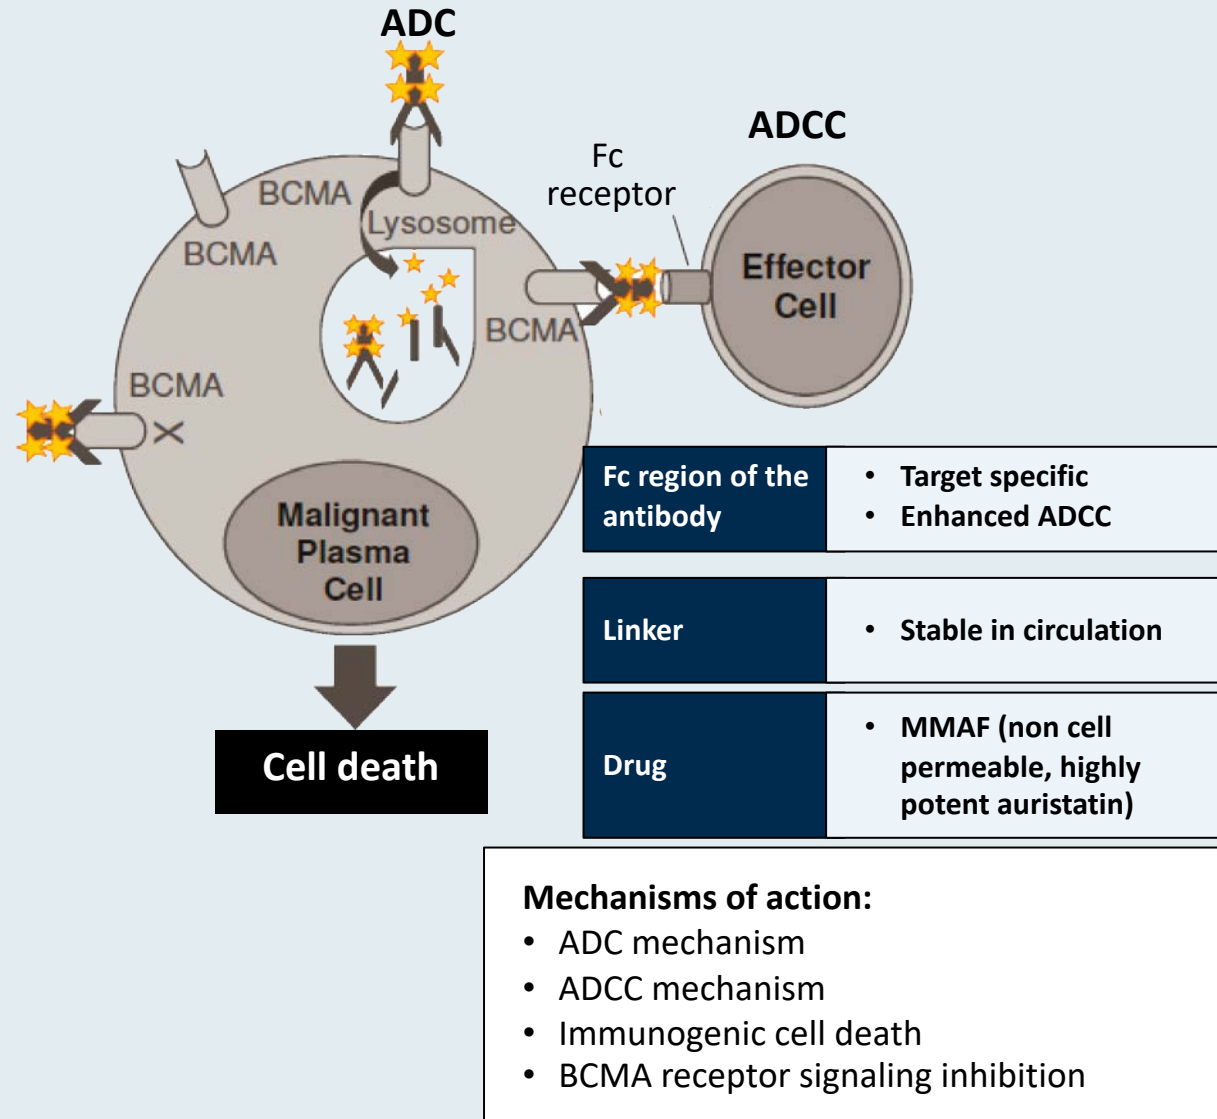 ADC
ADCC
Fc
receptor
BCMA
Lysosome
BCMA
Effector
Cell
BCMA
BCMA
X
Malignant
Plasma
Cell
Cell death
Fc region of the
antibody
• Target specific
• Enhanced ADCC
Linker
• Stable in circulation
Drug
• MMAF (non cell
permeable, highly
potent auristatin)
Mechanisms of action:
• ADC mechanism
• ADCC mechanism
• Immunogenic cell death
• BCMA receptor signaling inhibition